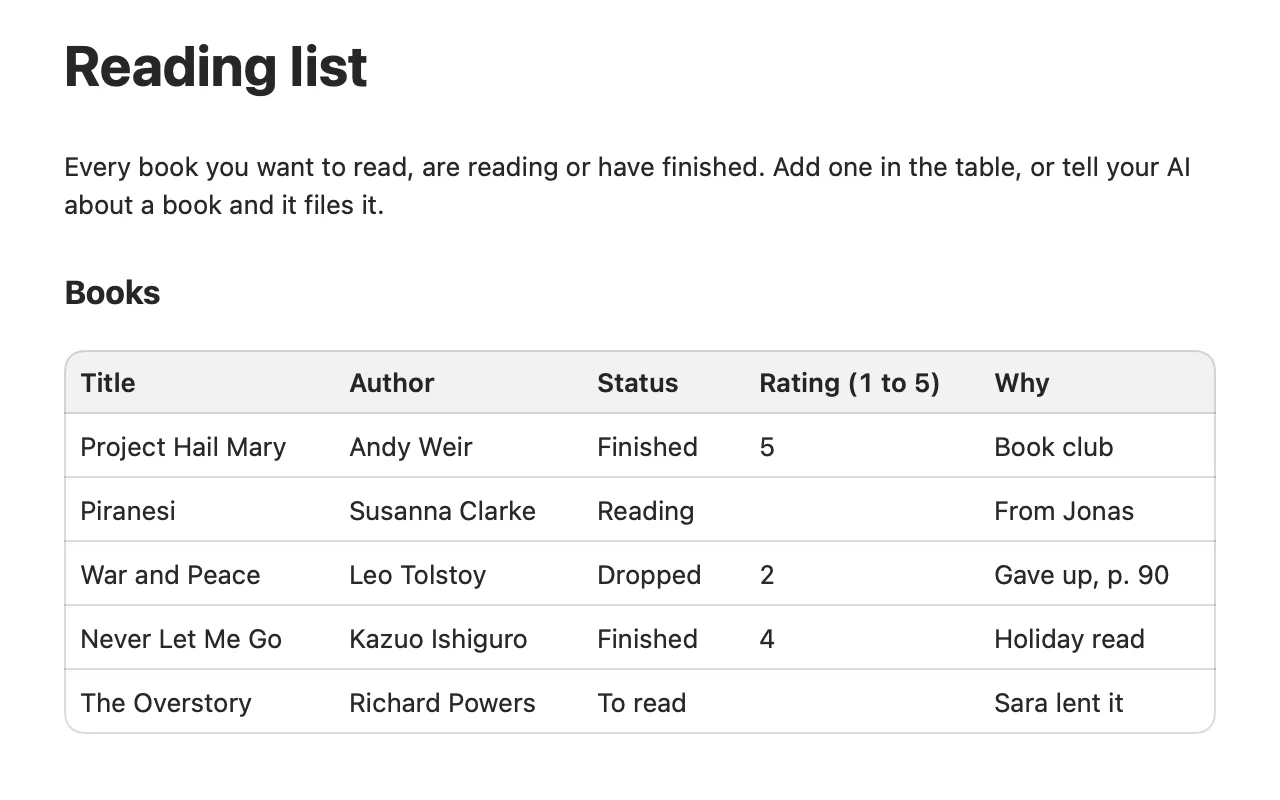 Reading list
Every book you want to read, are reading or have finished. Add one in the table, or tell your AI
about a book and it files it.
Books
Title Author Status Rating (1 to 5) Why
Project Hail Mary Andy Weir Finished 5 Book club
Piranesi Susanna Clarke Reading From Jonas
War and Peace Leo Tolstoy Dropped 2 Gave up, p. 90
Never Let Me Go Kazuo Ishiguro Finished 4 Holiday read
The Overstory Richard Powers To read Sara lent it